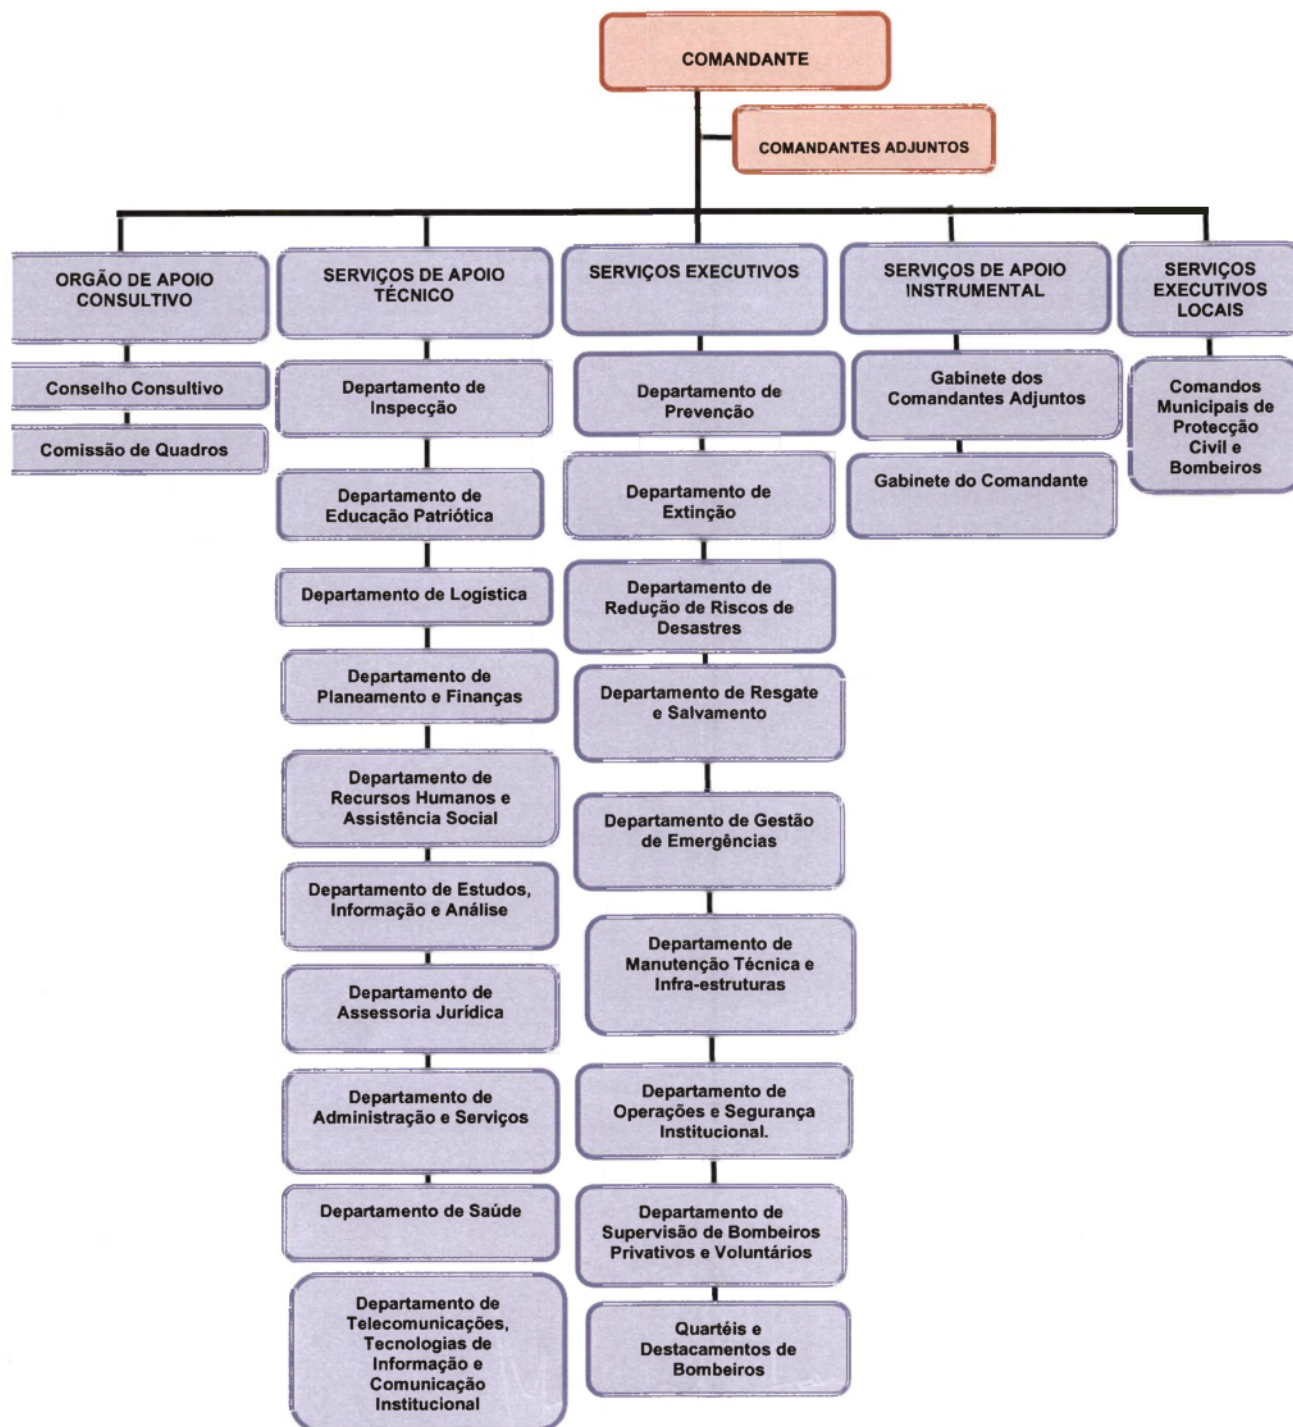 COMANDANTE
COMANDANTES ADJUNTOS
ORGÃO DE APOIO
CONSULTIVO
Conselho Consultivo
Comissão de Quadros
SERVIÇOS DE APOIO
TÉCNICO
Departamento de
Inspecção
Departamento de
Educação Patriótica
Departamento de Logística
Departamento de
Planeamento e Finanças
Departamento de
Recursos Humanos e
Assistência Social
Departamento de Estudos,
Informação e Análise
Departamento de
Assessoria Jurídica
Departamento de
Administração e Serviços
Departamento de Saúde
Departamento de
Telecomunicações,
Tecnologias de
Informação e
Comunicação
Institucional
SERVIÇOS EXECUTIVOS
Departamento de
Prevenção
Departamento de
Extinção
Departamento de
Redução de Riscos de
Desastres
Departamento de Resgate
e Salvamento
Departamento de Gestão
de Emergências
Departamento de
Manutenção Técnica e
Infra-estruturas
Departamento de
Operações e Segurança
Institucional.
Departamento de
Supervisão de Bombeiros
Privativos e Voluntários
Quartéis e
Destacamentos de
Bombeiros
SERVIÇOS DE APOIO
INSTRUMENTAL
Gabinete dos
Comandantes Adjuntos
Gabinete do Comandante
SERVIÇOS
EXECUTIVOS
LOCAIS
Comandos
Municipais de
Protecção
Civil e
Bombeiros